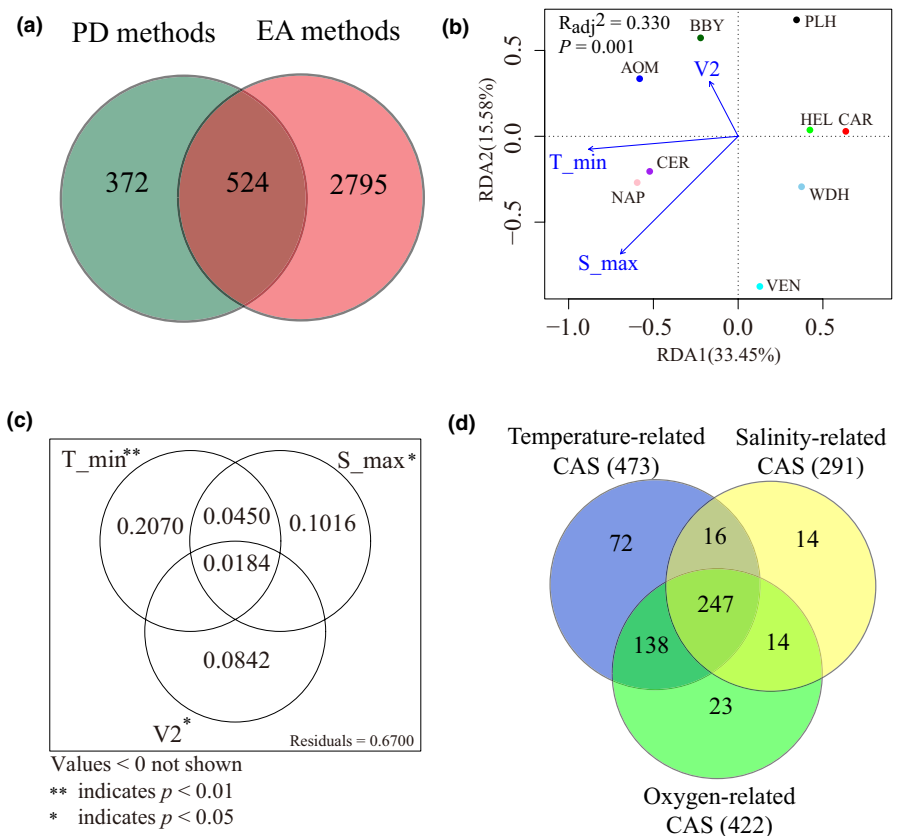 (a)
PD methods
EA methods
372
524
2795
(b)
R_adj² = 0.330
P = 0.001
BBY
PLH
AOM
V2
HEL
CAR
T_min
CER
NAP
WDH
S_max
VEN
0.5
0.0
−0.5
RDA2(15.58%)
−1.0
−0.5
0.0
0.5
RDA1(33.45%)
(c)
T_min**
S_max*
0.2070
0.0450
0.1016
0.0184
0.0842
V2*
Residuals = 0.6700
Values < 0 not shown
** indicates p < 0.01
* indicates p < 0.05
(d)
Temperature-related
CAS (473)
Salinity-related
CAS (291)
72
16
14
247
138
14
23
Oxygen-related
CAS (422)